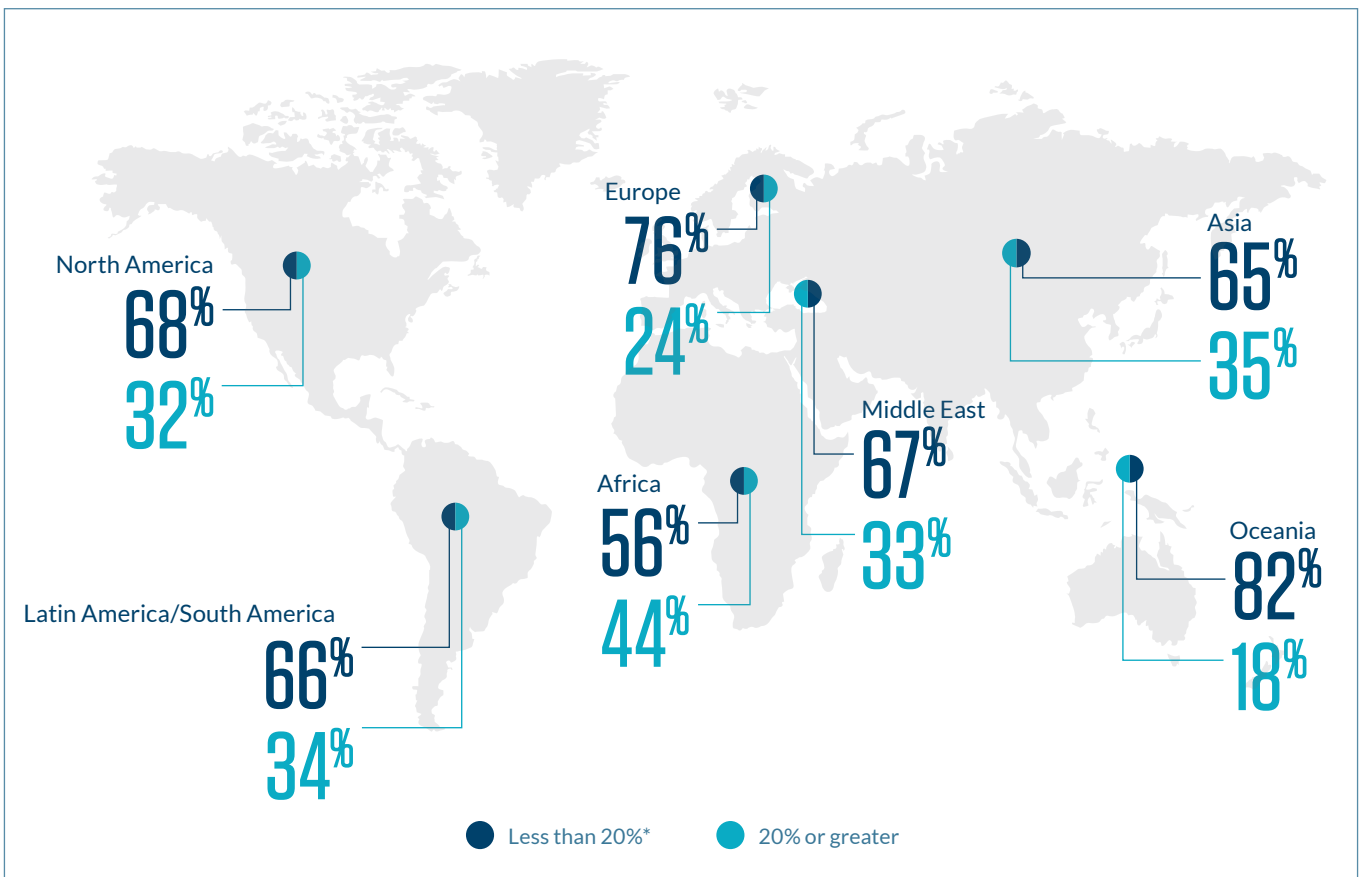 North America
68%
32%
Latin America/South America
66%
34%
Europe
76%
24%
Africa
56%
44%
Middle East
67%
33%
Asia
65%
35%
Oceania
82%
18%
Less than 20%*
20% or greater